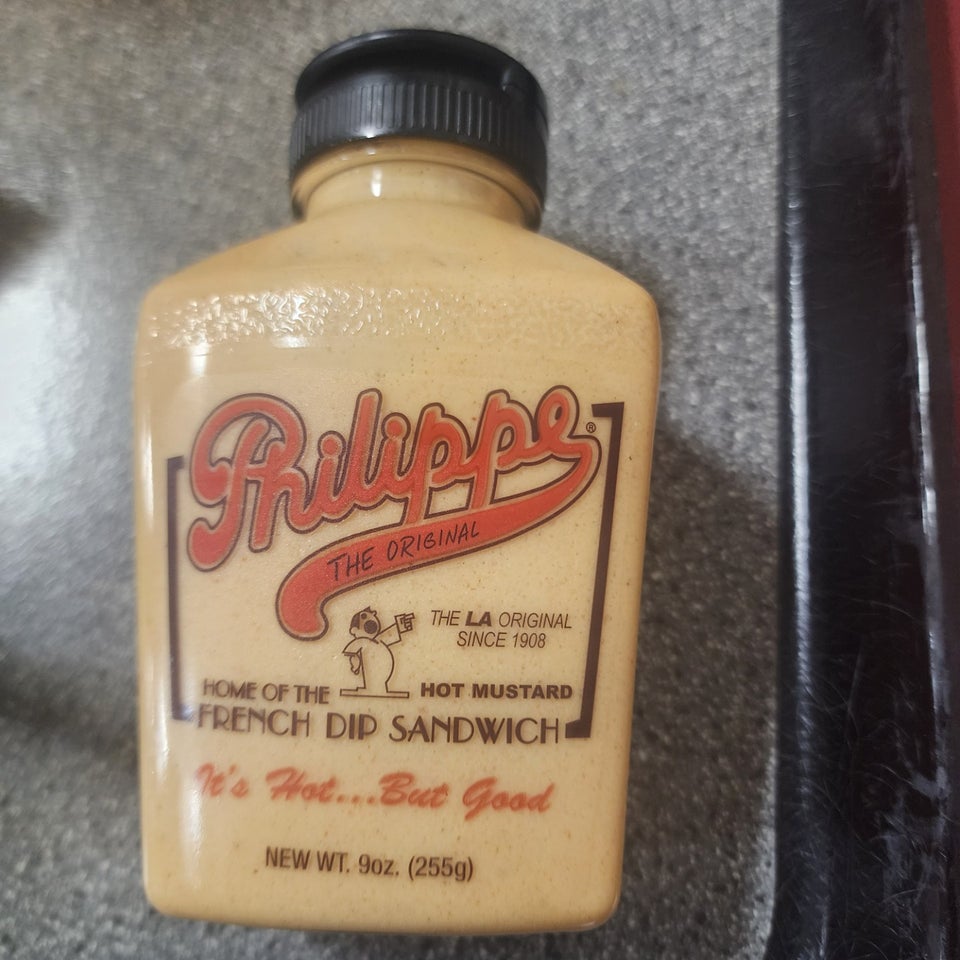 Philippe®
THE ORIGINAL
THE LA ORIGINAL
SINCE 1908
HOME OF THE
HOT MUSTARD
FRENCH DIP SANDWICH
It's Hot...But Good
NEW WT. 9oz. (255g)